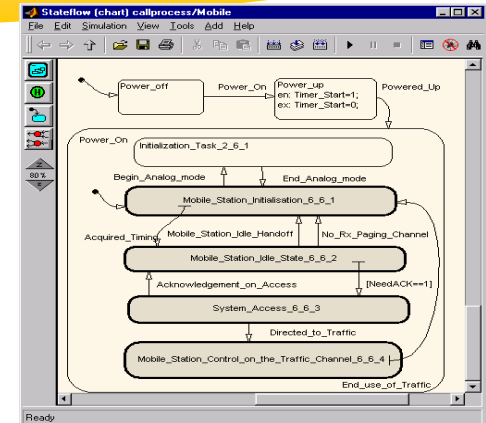 Stateflow (chart) callprocess/Mobile
File Edit Simulation View Tools Add Help
Power_off
Power_On
Power_up
en: Timer_Start=1;
ex: Timer_Start=0;
Powered_Up
Power_On
Initialization_Task_2_6_1
Begin_Analog_mode
End_Analog_mode
Mobile_Station_Initialisation_6_6_1
Acquired_Timing
Mobile_Station_Idle_Handoff
No_Rx_Paging_Channel
Mobile_Station_Idle_State_6_6_2
Acknowledgement_on_Access
[NeedACK==1]
System_Access_6_6_3
Directed_to_Traffic
Mobile_Station_Control_on_the_Traffic_Channel_6_6_4
End_use_of_Traffic
80 %
Ready